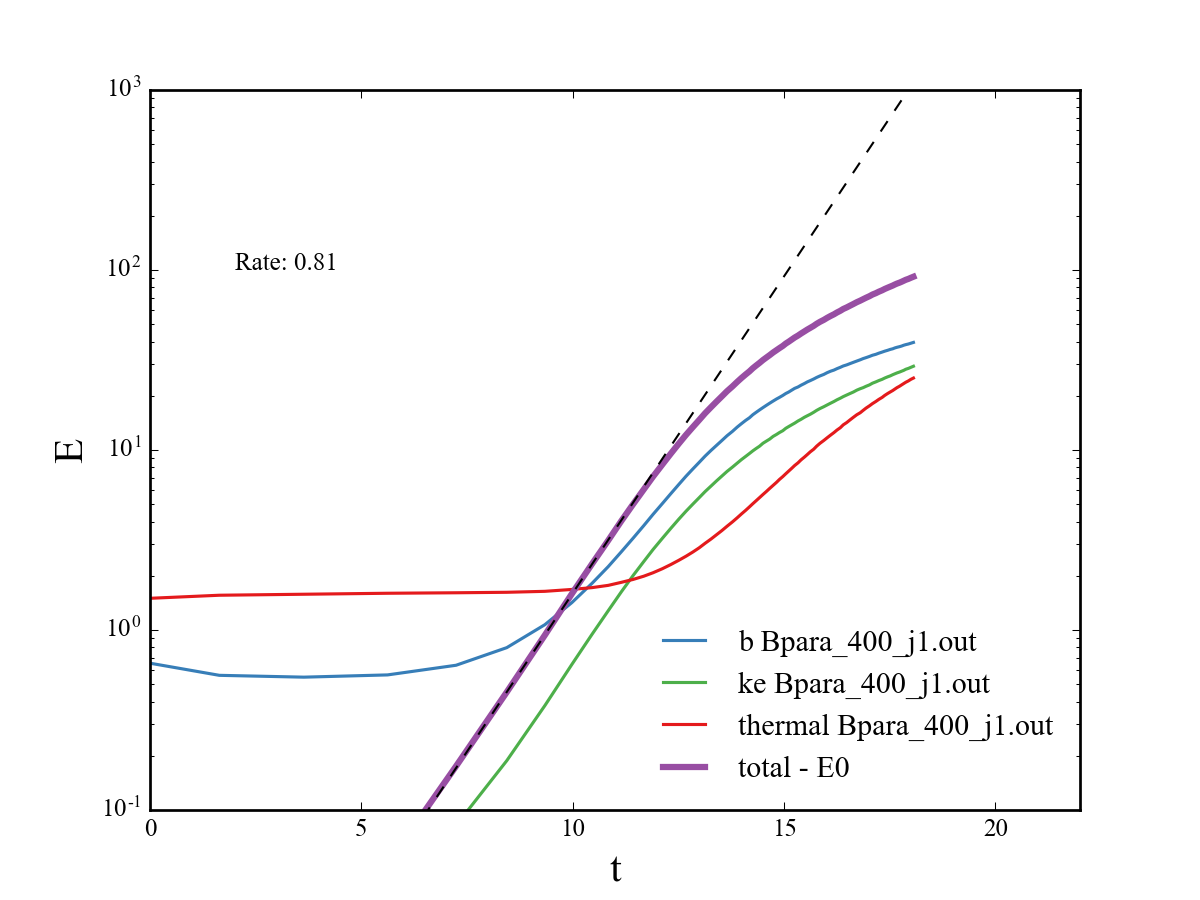 10^3
Rate: 0.81
10^2
10^1
E
10^0
b Bpara_400_j1.out
ke Bpara_400_j1.out
thermal Bpara_400_j1.out
total - E0
10^-1
0 5 10 15 20
t